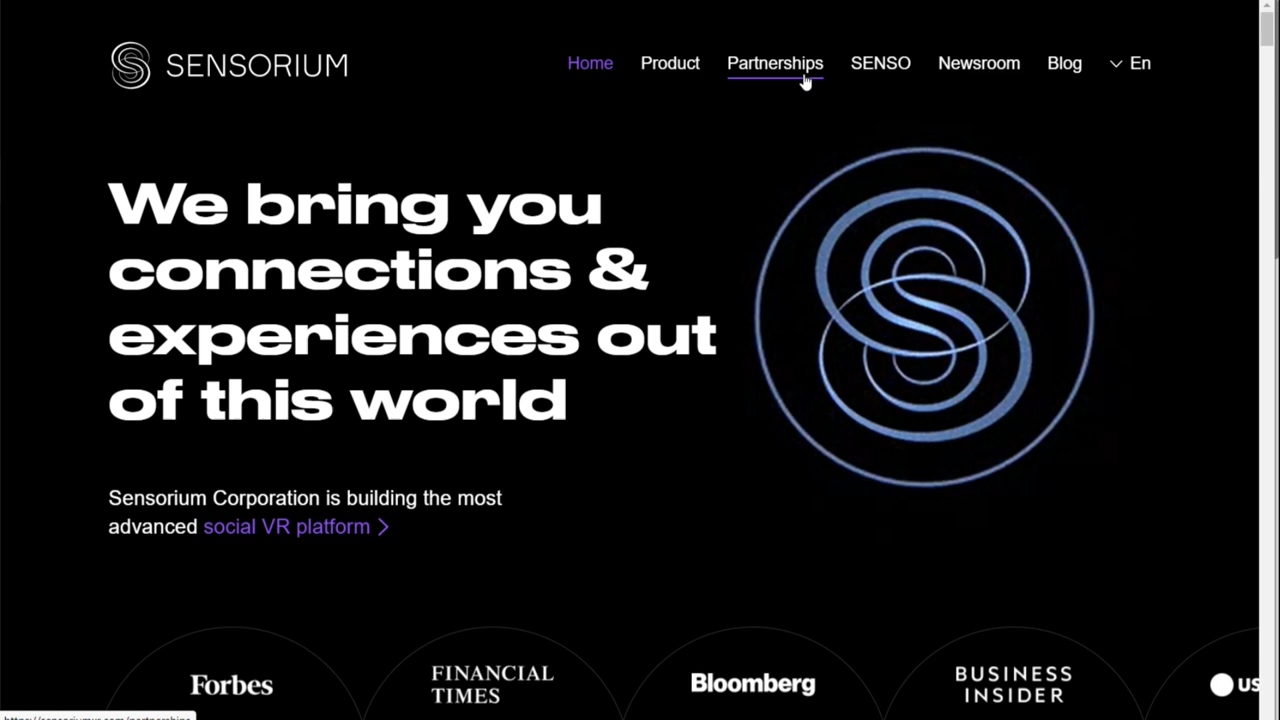 SENSORIUM
Home Product Partnerships SENSO Newsroom Blog En
We bring you
connections &
experiences out
of this world
Sensorium Corporation is building the most
advanced social VR platform
Forbes
FINANCIAL
TIMES
Bloomberg
BUSINESS
INSIDER